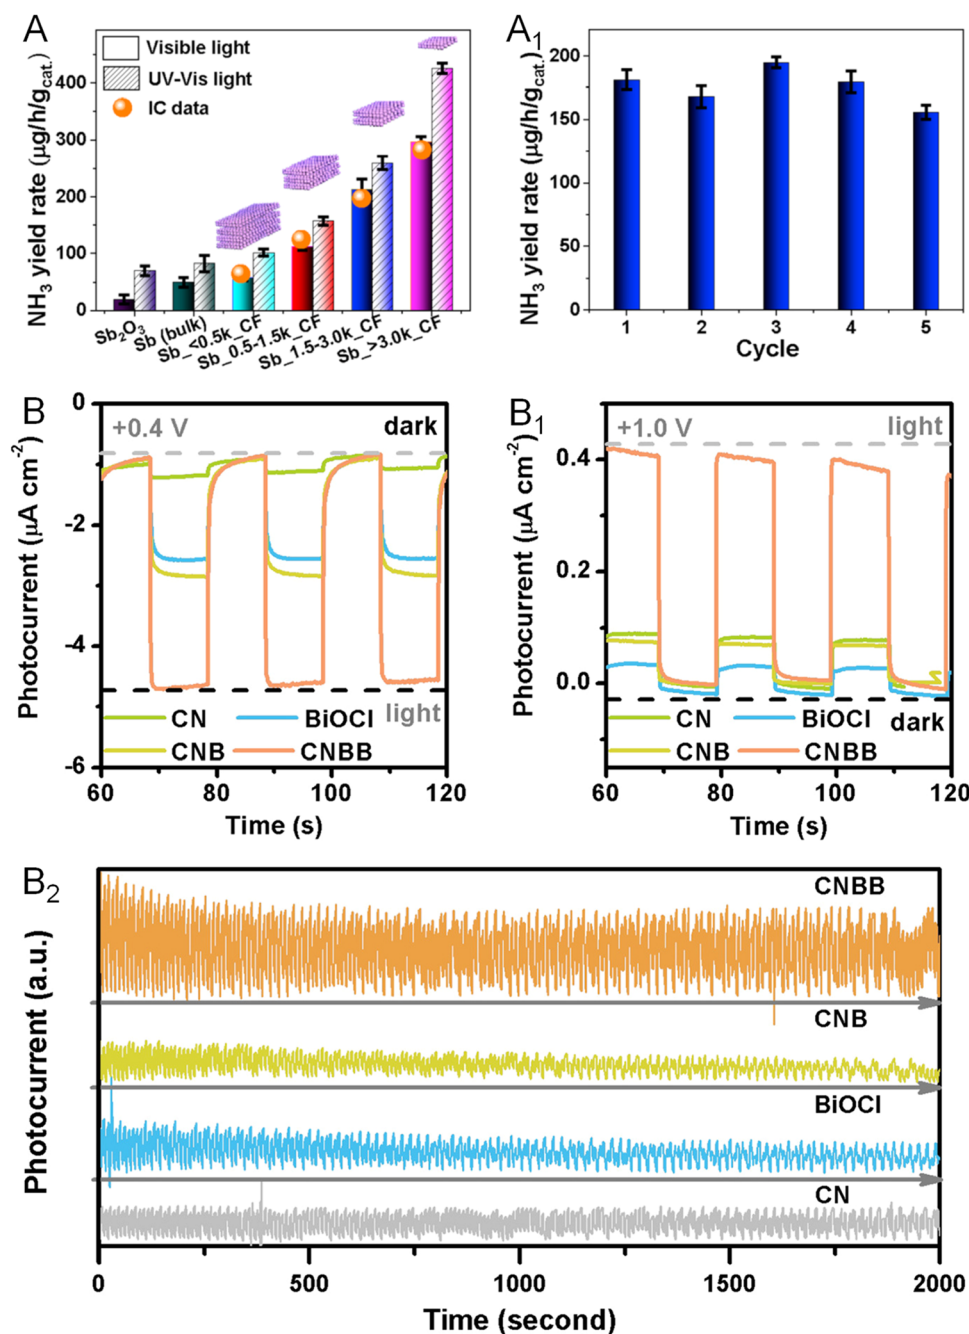 A
NH₃ yield rate (μg/h/g_cat.)
Visible light
UV-Vis light
IC data
400
300
200
100
0
Sb₂O₃
Sb (bulk)
Sb_<0.5k_CF
Sb_0.5-1.5k_CF
Sb_1.5-3.0k_CF
Sb_>3.0k_CF
A₁
NH₃ yield rate (μg/h/g_cat.)
200
150
100
50
0
1 2 3 4 5
Cycle
B
Photocurrent (μA cm⁻²)
+0.4 V
dark
0
-2
-4
-6
light
CN
BiOCl
CNB
CNBB
60 80 100 120
Time (s)
B₁
Photocurrent (μA cm⁻²)
+1.0 V
light
0.4
0.2
0.0
dark
CN
BiOCl
CNB
CNBB
60 80 100 120
Time (s)
B₂
Photocurrent (a.u.)
CNBB
CNB
BiOCl
CN
0 500 1000 1500 2000
Time (second)